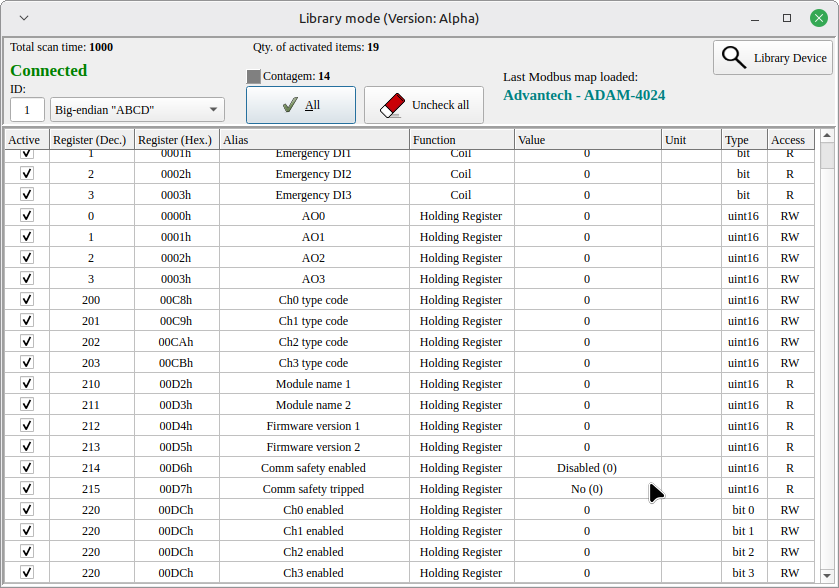 Library mode (Version: Alpha)
Total scan time: 1000
Qty. of activated items: 19
Library Device
Connected
Contagem: 14
Last Modbus map loaded:
ID:
1
Big-endian "ABCD"
All
Uncheck all
Advantech - ADAM-4024
Active Register (Dec.) Register (Hex.) Alias Function Value Unit Type Access
1 0001h Emergency DI1 Coil 0 bit R
2 0002h Emergency DI2 Coil 0 bit R
3 0003h Emergency DI3 Coil 0 bit R
0 0000h AO0 Holding Register 0 uint16 RW
1 0001h AO1 Holding Register 0 uint16 RW
2 0002h AO2 Holding Register 0 uint16 RW
3 0003h AO3 Holding Register 0 uint16 RW
200 00C8h Ch0 type code Holding Register 0 uint16 RW
201 00C9h Ch1 type code Holding Register 0 uint16 RW
202 00CAh Ch2 type code Holding Register 0 uint16 RW
203 00CBh Ch3 type code Holding Register 0 uint16 RW
210 00D2h Module name 1 Holding Register 0 uint16 R
211 00D3h Module name 2 Holding Register 0 uint16 R
212 00D4h Firmware version 1 Holding Register 0 uint16 R
213 00D5h Firmware version 2 Holding Register 0 uint16 R
214 00D6h Comm safety enabled Holding Register Disabled (0) uint16 R
215 00D7h Comm safety tripped Holding Register No (0) uint16 R
220 00DCh Ch0 enabled Holding Register 0 bit 0 RW
220 00DCh Ch1 enabled Holding Register 0 bit 1 RW
220 00DCh Ch2 enabled Holding Register 0 bit 2 RW
220 00DCh Ch3 enabled Holding Register 0 bit 3 RW